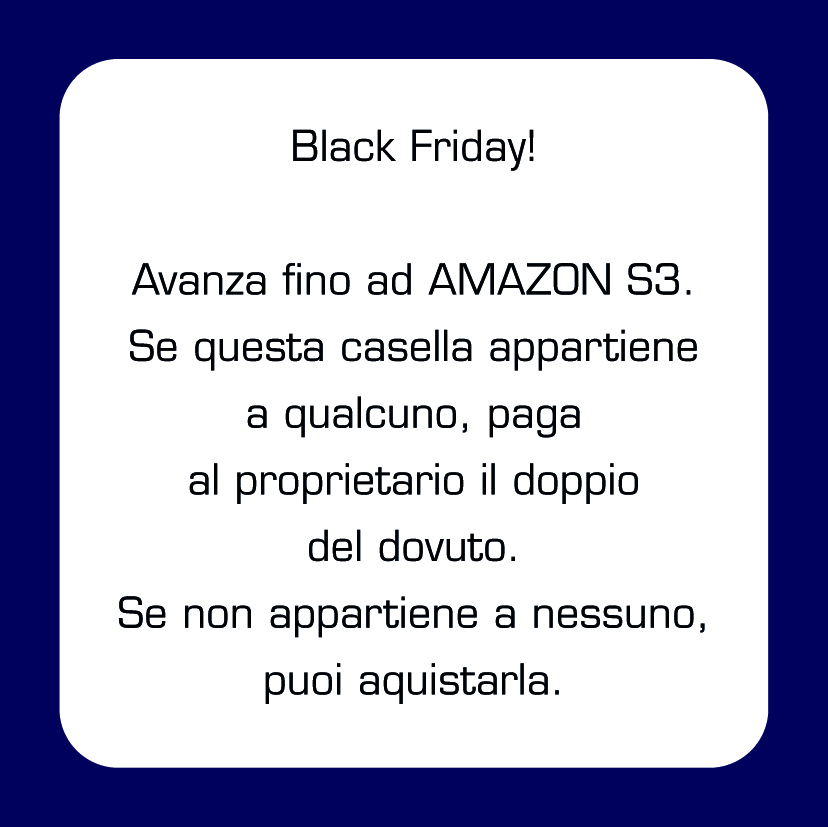 Black Friday!
Avanza fino ad AMAZON S3.
Se questa casella appartiene
a qualcuno, paga
al proprietario il doppio
del dovuto.
Se non appartiene a nessuno,
puoi aquistarla.